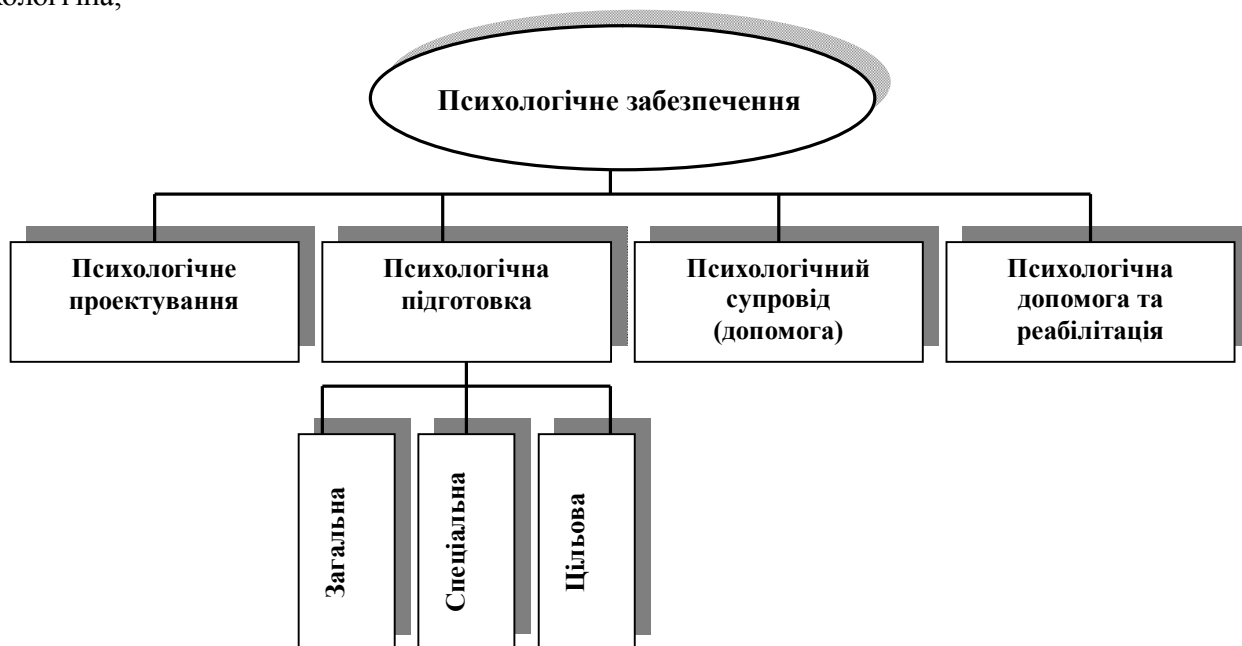 Психологічне забезпечення
Психологічне
проектування
Психологічна
підготовка
Психологічний
супровід
(допомога)
Психологічна
допомога та
реабілітація
Загальна
Спеціальна
Цільова